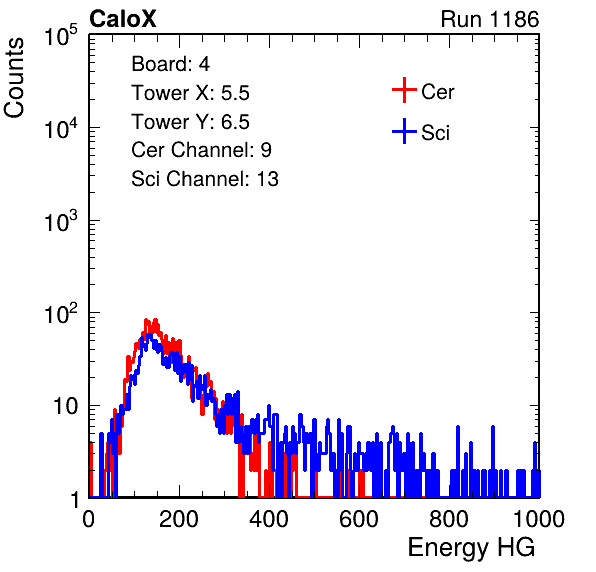 CaloX Run 1186
Counts
10^5
10^4
10^3
10^2
10
1
Board: 4
Tower X: 5.5
Tower Y: 6.5
Cer Channel: 9
Sci Channel: 13
Cer
Sci
0 200 400 600 800 1000
Energy HG